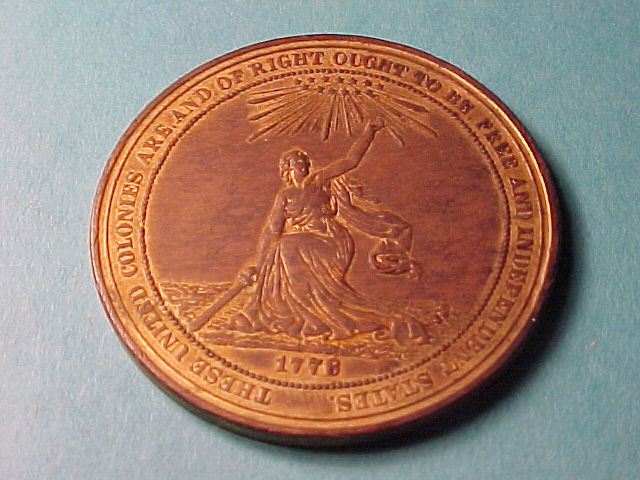 THESE UNITED COLONIES ARE AND OF RIGHT OUGHT TO BE FREE AND INDEPENDENT STATES.
1776